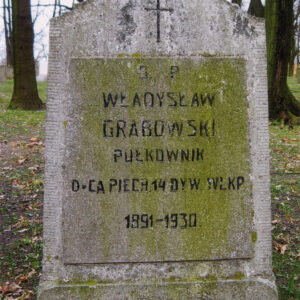 Ś. P.
WŁADYSŁAW
GRABOWSKI
PUŁKOWNIK
D-CA PIECH. 14 DYW. WLKP.
1891-1930.